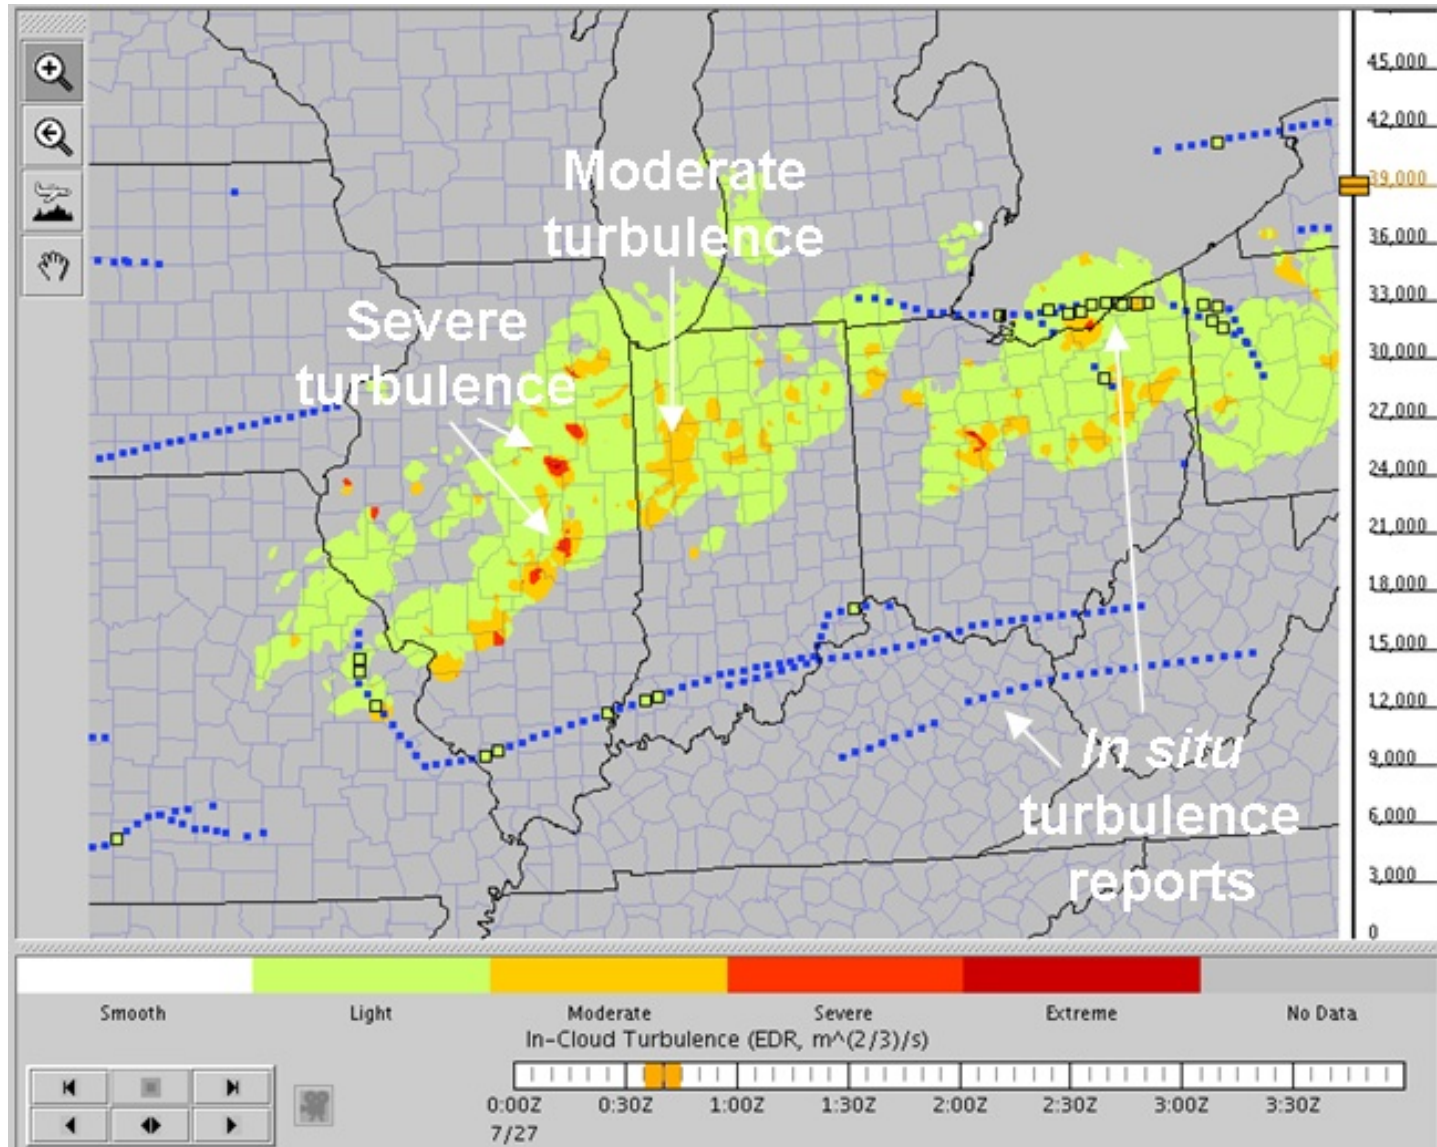 45,000
42,000
39,000
36,000
33,000
30,000
27,000
24,000
21,000
18,000
15,000
12,000
9,000
6,000
3,000
0
Moderate
turbulence
Severe
turbulence
In situ
turbulence
reports
Smooth
Light
Moderate
Severe
Extreme
No Data
In-Cloud Turbulence (EDR, m^(2/3)/s)
0:00Z
0:30Z
1:00Z
1:30Z
2:00Z
2:30Z
3:00Z
3:30Z
7/27